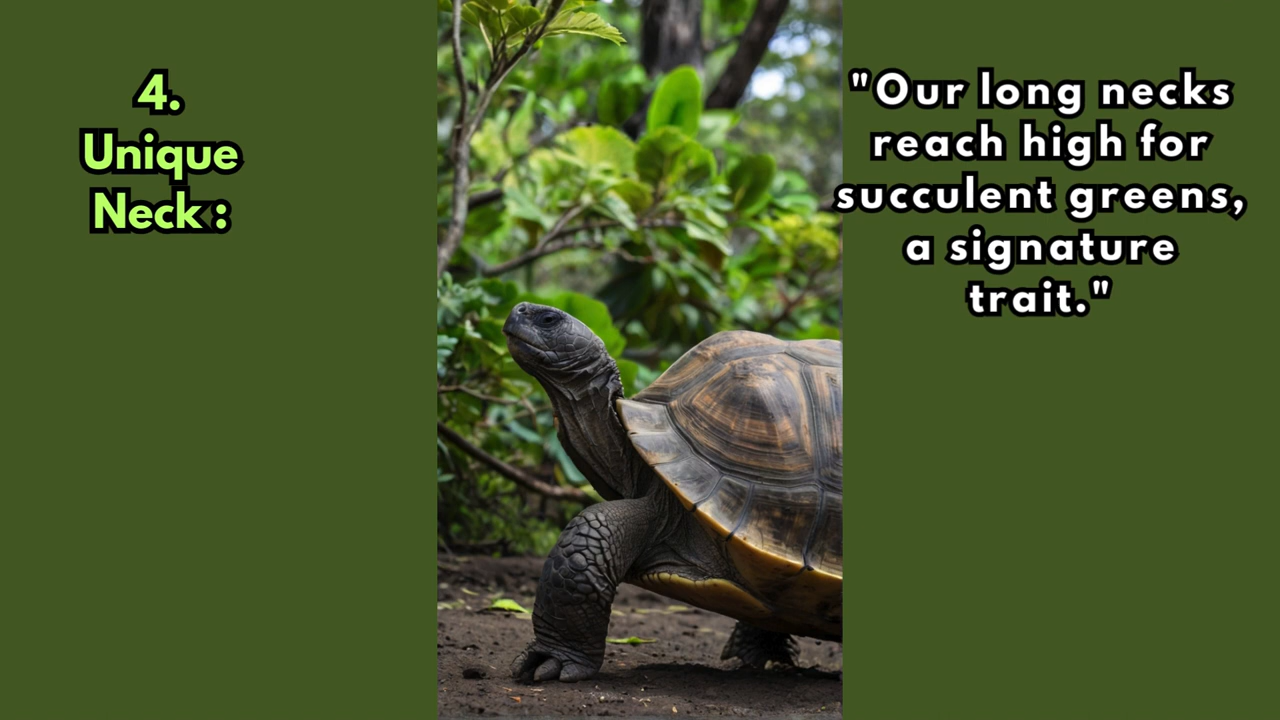 4.
Unique
Neck :
"Our long necks
reach high for
succulent greens,
a signature
trait."